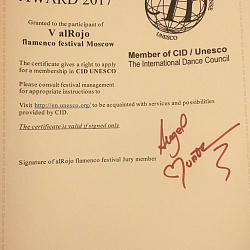 AWARD 2017
Granted to the participant of
V alRojo
flamenco festival Moscow
UNESCO
Member of CID / Unesco
The International Dance Council
The certificate gives a right to apply
for a membership in CID UNESCO
Please consult festival management
for appropriate instructions to
Visit http://en.unesco.org/ to be acquainted with services and possibilities
provided by CID.
The certificate is valid if signed only
Signature of alRojo flamenco festival Jury member